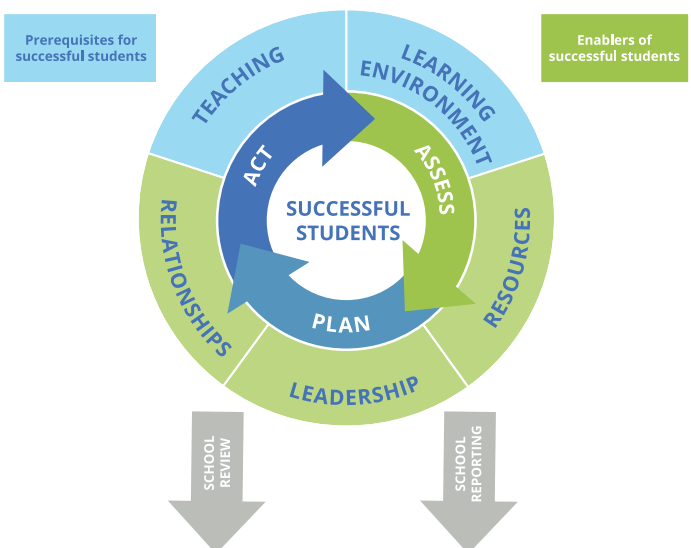 Prerequisites for
successful students
Enablers of
successful students
TEACHING
LEARNING
ENVIRONMENT
ACT
ASSESS
SUCCESSFUL
STUDENTS
RELATIONSHIPS
RESOURCES
PLAN
LEADERSHIP
SCHOOL
REVIEW
SCHOOL
REPORTING